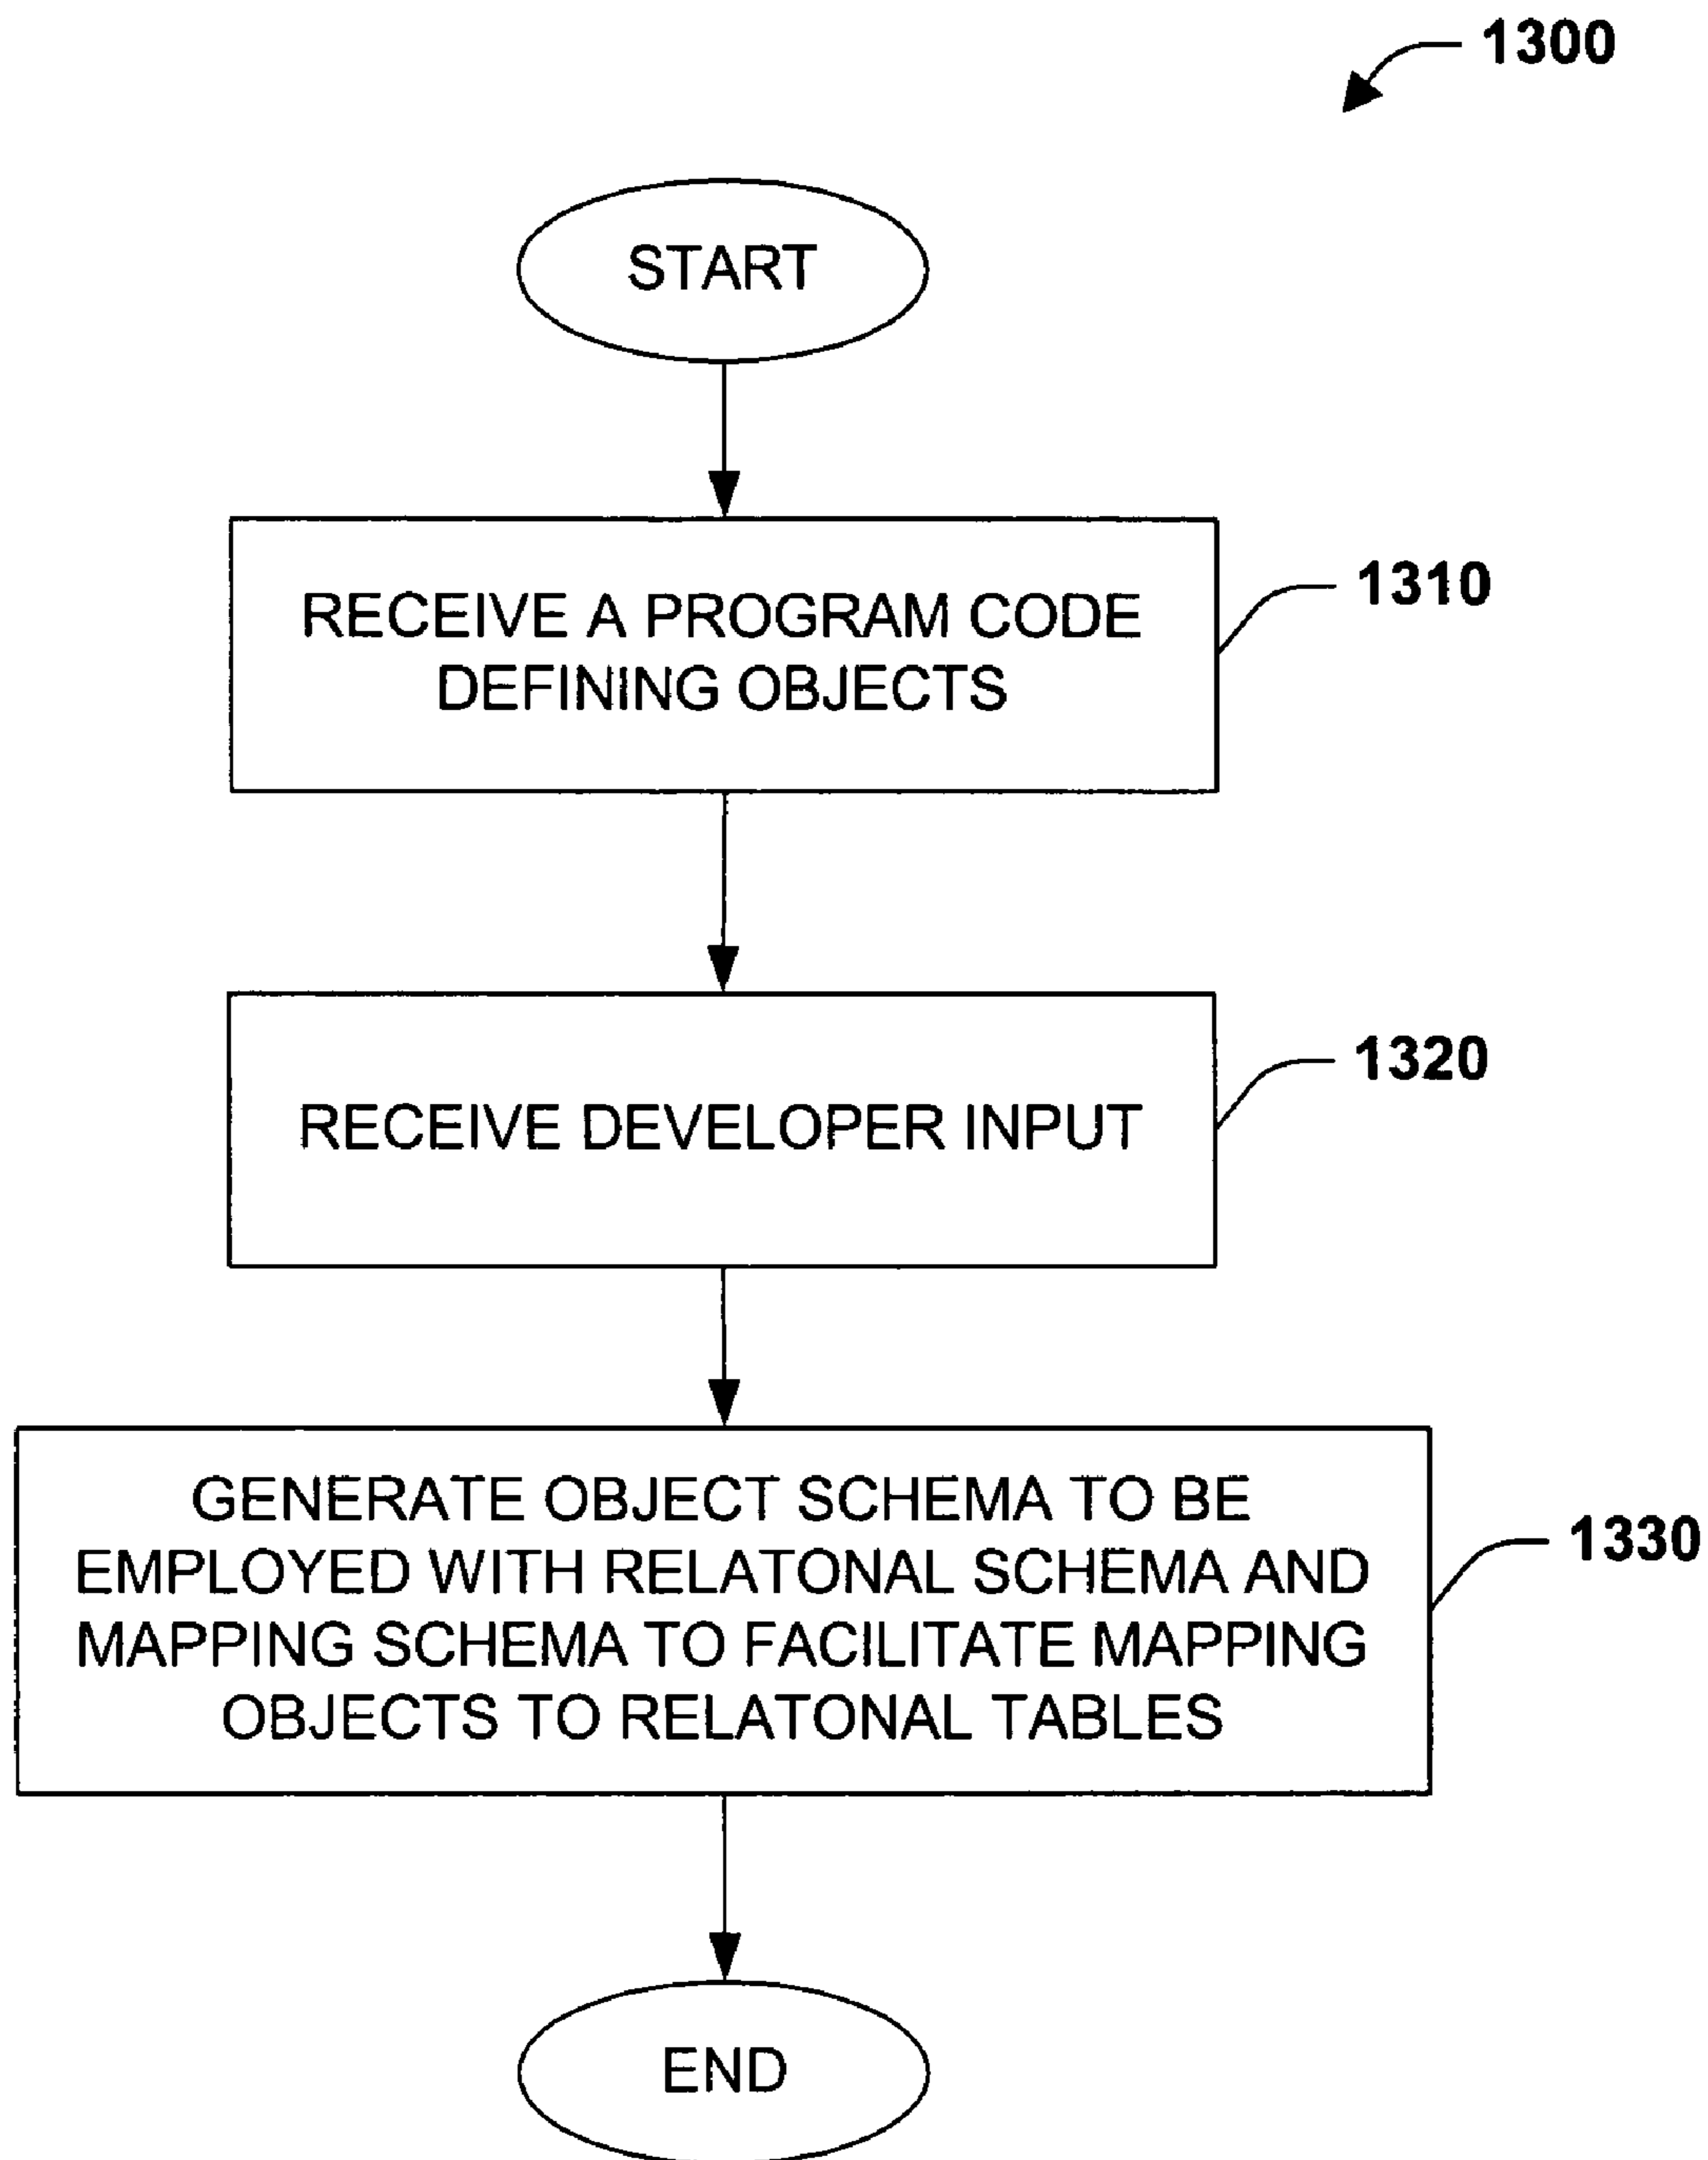 1300
START
RECEIVE A PROGRAM CODE
DEFINING OBJECTS
1310
RECEIVE DEVELOPER INPUT
1320
GENERATE OBJECT SCHEMA TO BE
EMPLOYED WITH RELATONAL SCHEMA AND
MAPPING SCHEMA TO FACILITATE MAPPING
OBJECTS TO RELATONAL TABLES
1330
END